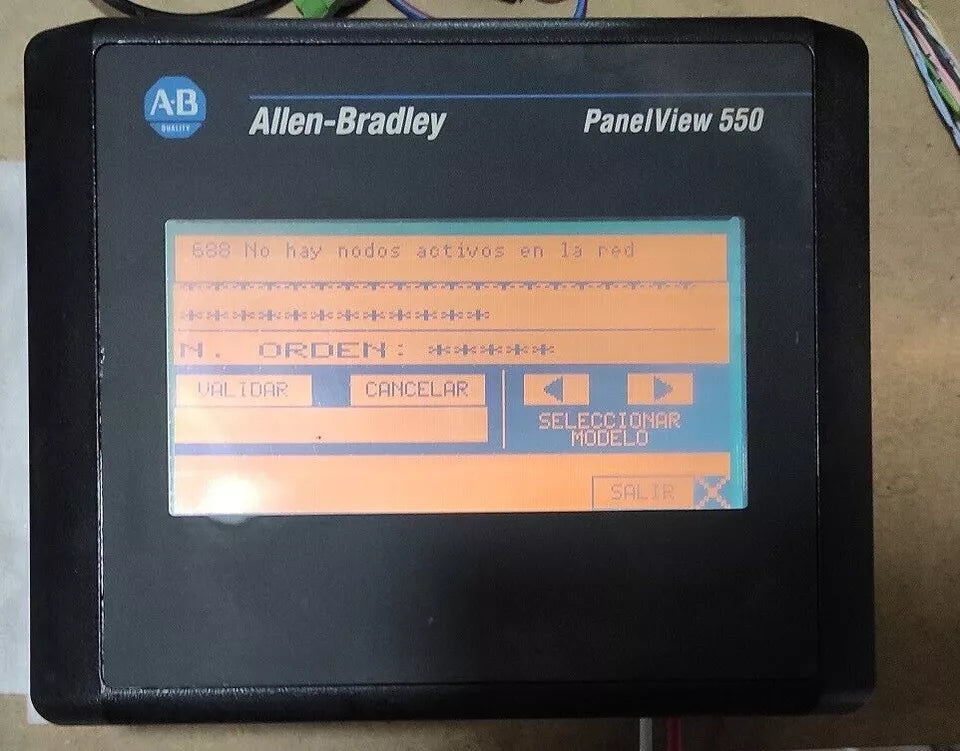 A·B
QUALITY
Allen-Bradley
PanelView 550
688 No hay nodos activos en la red
************
N. ORDEN: *****
VALIDAR
CANCELAR
SELECCIONAR
MODELO
SALIR